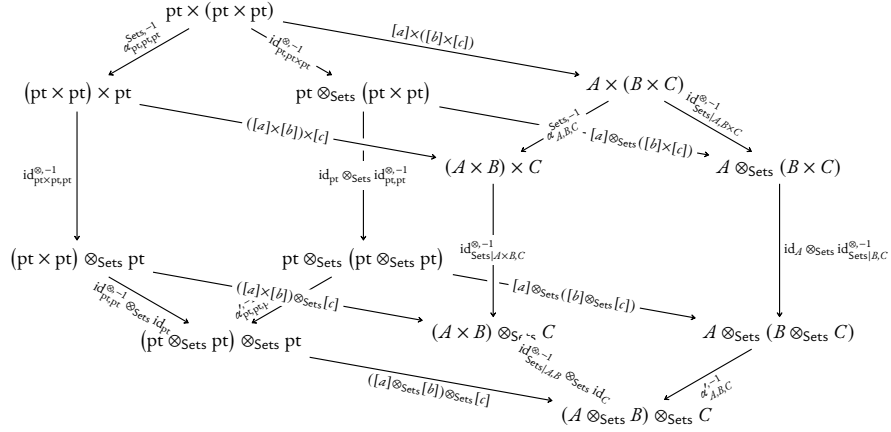 pt × (pt × pt)
α^{Sets,−1}_{pt,pt,pt}
id^{⊗,−1}_{pt,pt×pt}
[a]×([b]×[c])
(pt × pt) × pt
pt ⊗_{Sets} (pt × pt)
A × (B × C)
α^{Sets,−1}_{A,B,C}
id^{⊗,−1}_{Sets|A,B×C}
([a]×[b])×[c]
[a]⊗_{Sets}([b]×[c])
id^{⊗,−1}_{pt×pt,pt}
id_{pt} ⊗_{Sets} id^{⊗,−1}_{pt,pt}
(A × B) × C
A ⊗_{Sets} (B × C)
id^{⊗,−1}_{Sets|A×B,C}
id_A ⊗_{Sets} id^{⊗,−1}_{Sets|B,C}
(pt × pt) ⊗_{Sets} pt
pt ⊗_{Sets} (pt ⊗_{Sets} pt)
id^{⊗,−1}_{pt,pt} ⊗_{Sets} id_{pt}
([a]×[b])⊗_{Sets}[c]
[a]⊗_{Sets}([b]⊗_{Sets}[c])
(pt ⊗_{Sets} pt) ⊗_{Sets} pt
(A × B) ⊗_{Sets} C
A ⊗_{Sets} (B ⊗_{Sets} C)
id^{⊗,−1}_{Sets|A,B} ⊗_{Sets} id_C
α^{′,−1}_{A,B,C}
([a]⊗_{Sets}[b])⊗_{Sets}[c]
(A ⊗_{Sets} B) ⊗_{Sets} C